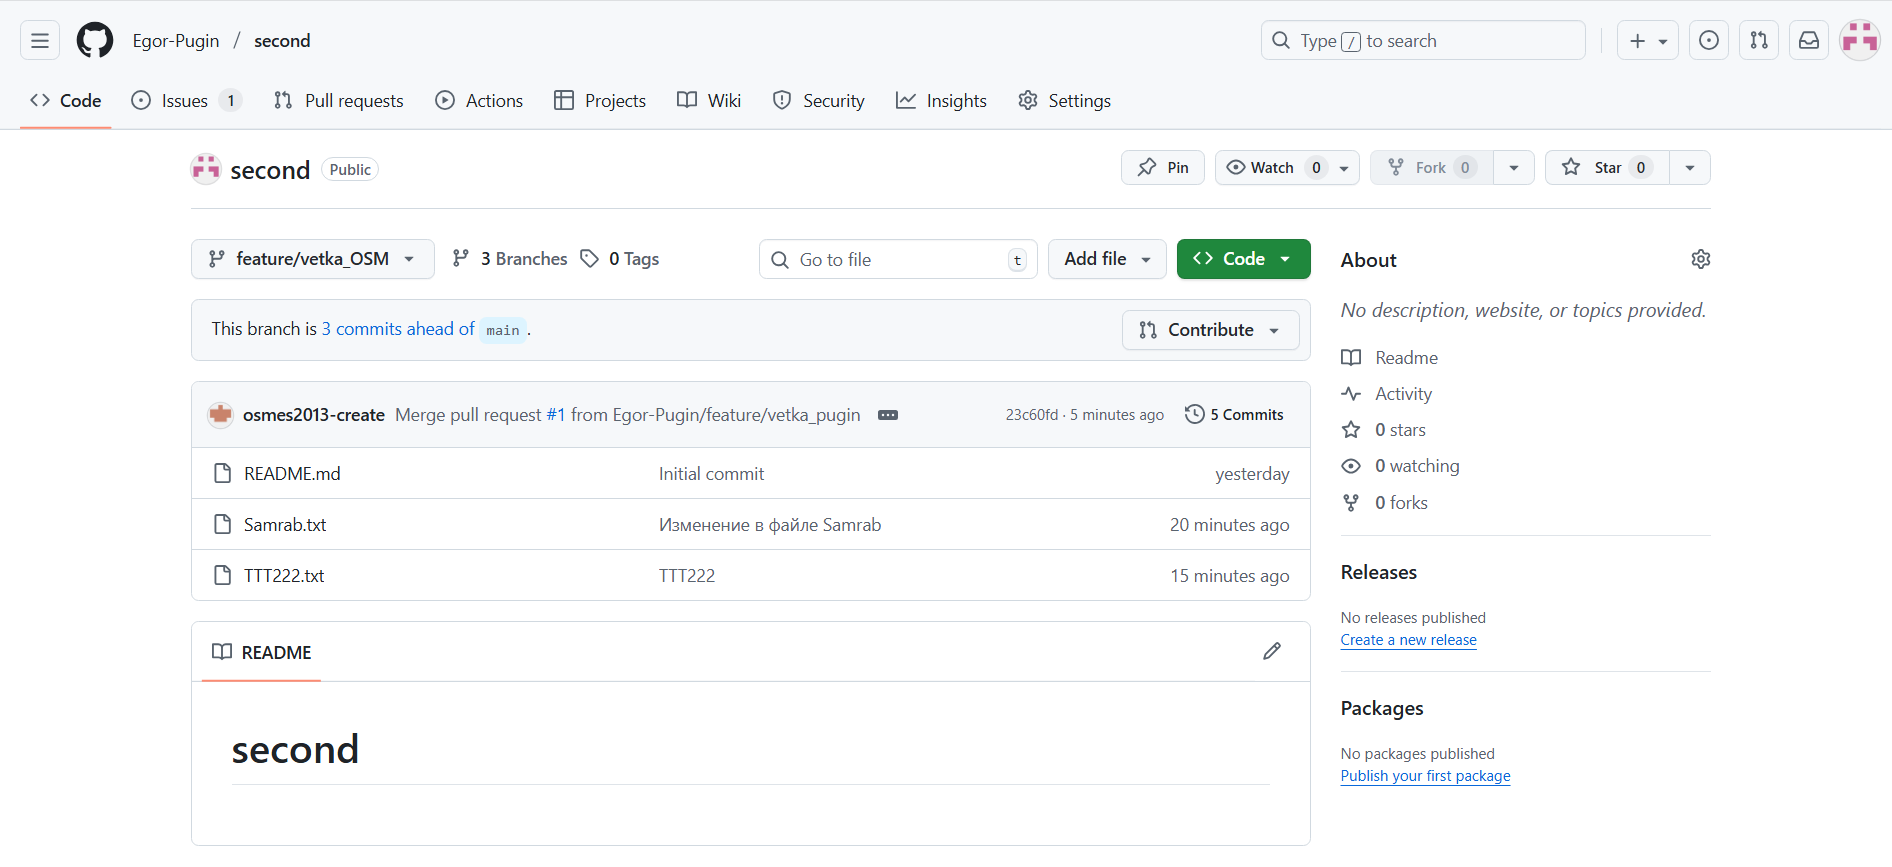 Egor-Pugin / second
Type / to search
Code Issues 1 Pull requests Actions Projects Wiki Security Insights Settings
second Public
Pin Watch 0 Fork 0 Star 0
feature/vetka_OSM 3 Branches 0 Tags Go to file t Add file Code
This branch is 3 commits ahead of main.
Contribute
osmes2013-create Merge pull request #1 from Egor-Pugin/feature/vetka_pugin 23c60fd · 5 minutes ago 5 Commits
README.md Initial commit yesterday
Samrab.txt Изменение в файле Samrab 20 minutes ago
TTT222.txt TTT222 15 minutes ago
README
second
About
No description, website, or topics provided.
Readme
Activity
0 stars
0 watching
0 forks
Releases
No releases published
Create a new release
Packages
No packages published
Publish your first package